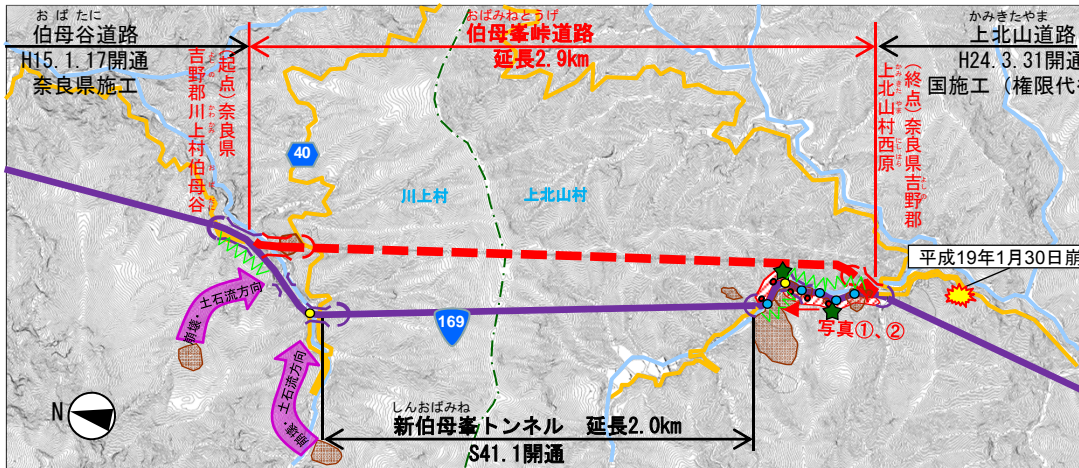 おばたに
伯母谷道路
H15.1.17開通
奈良県施工
おばみねとうげ
伯母峯峠道路
延長2.9km
かみきたやま
上北山道路
H24.3.31開通
国施工（権限代
（起点）奈良県
吉野郡川上村伯母谷
（終点）奈良県吉野郡
上北山村西原
40
川上村
上北山村
平成19年1月30日崩
崩壊・土石流方向
崩壊・土石流方向
169
写真①、②
N
しんおばみね
新伯母峯トンネル 延長2.0km
S41.1開通